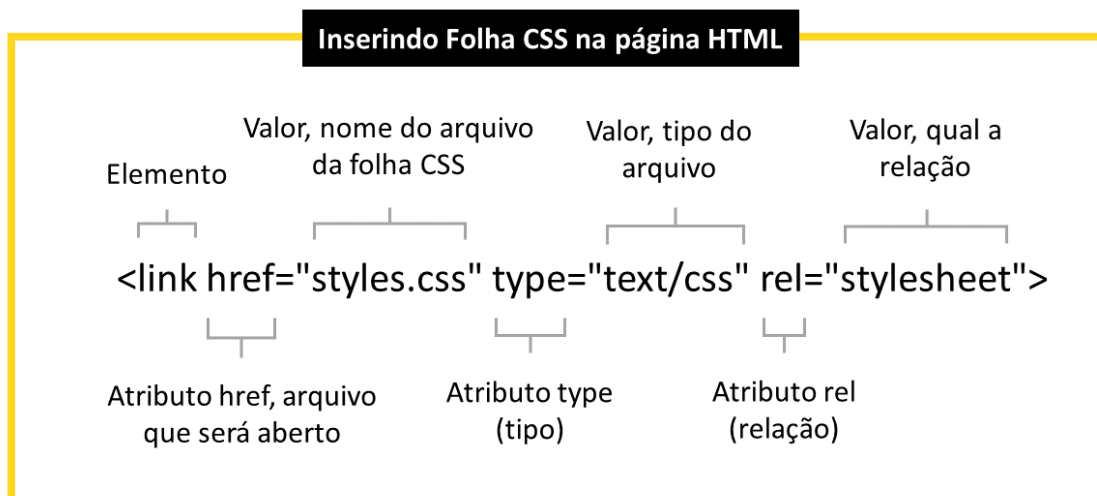 Inserindo Folha CSS na página HTML
Elemento
Valor, nome do arquivo
da folha CSS
Valor, tipo do
arquivo
Valor, qual a
relação
<link href="styles.css" type="text/css" rel="stylesheet">
Atributo href, arquivo
que será aberto
Atributo type
(tipo)
Atributo rel
(relação)